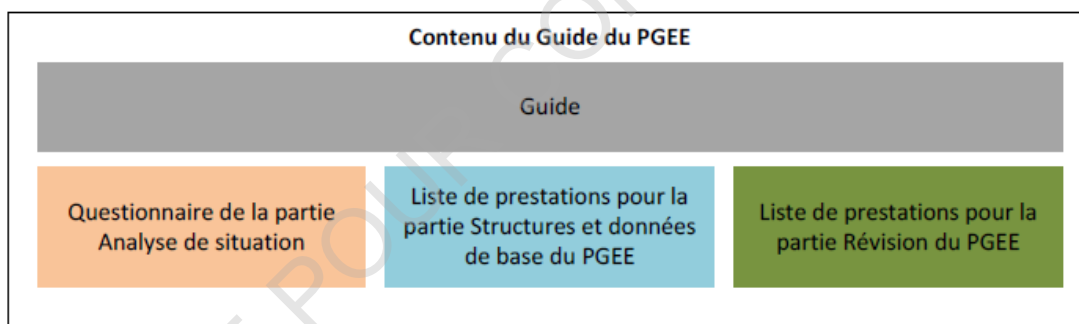 Contenu du Guide du PGEE
Guide
Questionnaire de la partie
Analyse de situation
Liste de prestations pour la
partie Structures et données
de base du PGEE
Liste de prestations pour la
partie Révision du PGEE
POUR